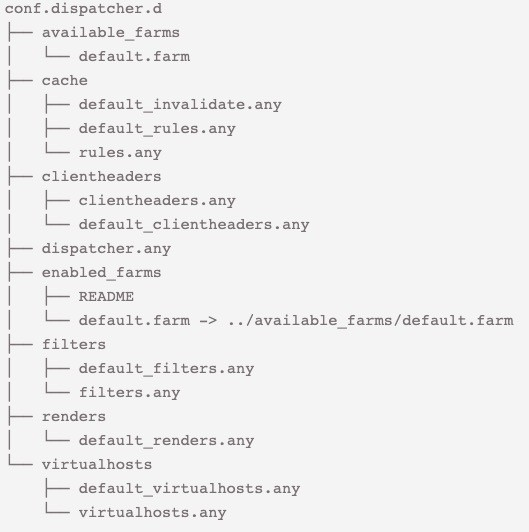 conf.dispatcher.d
├── available_farms
│   └── default.farm
├── cache
│   ├── default_invalidate.any
│   ├── default_rules.any
│   └── rules.any
├── clientheaders
│   ├── clientheaders.any
│   └── default_clientheaders.any
├── dispatcher.any
├── enabled_farms
│   ├── README
│   └── default.farm -> ../available_farms/default.farm
├── filters
│   ├── default_filters.any
│   └── filters.any
├── renders
│   └── default_renders.any
└── virtualhosts
    ├── default_virtualhosts.any
    └── virtualhosts.any